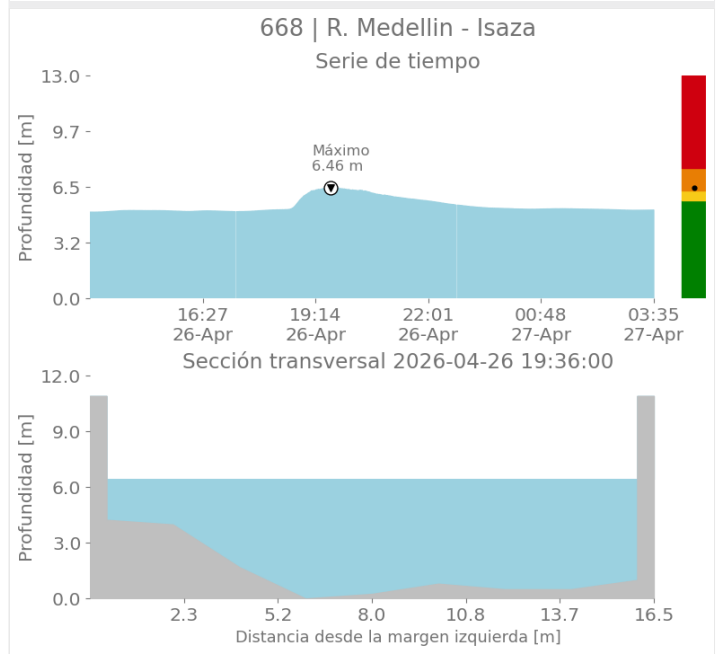 668 | R. Medellin - Isaza
Serie de tiempo
13.0
9.7
6.5
3.2
0.0
Profundidad [m]
Máximo
6.46 m
16:27 19:14 22:01 00:48 03:35
26-Apr 26-Apr 26-Apr 27-Apr 27-Apr
Sección transversal 2026-04-26 19:36:00
12.0
9.0
6.0
3.0
0.0
Profundidad [m]
2.3 5.2 8.0 10.8 13.7 16.5
Distancia desde la margen izquierda [m]